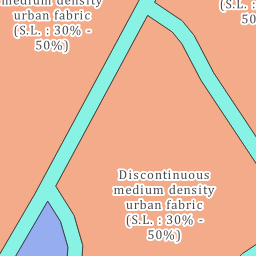 medium density
urban fabric
(S.L. : 30% -
50%)
(S.L. :
50
Discontinuous
medium density
urban fabric
(S.L. : 30% -
50%)